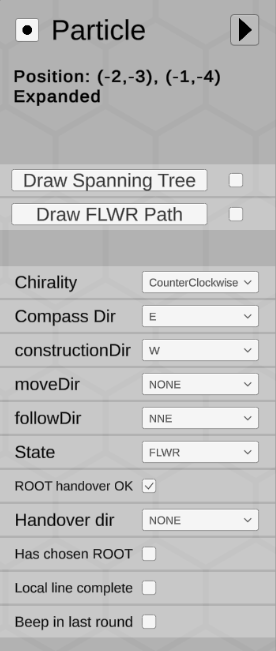 Particle
Position: (-2,-3), (-1,-4)
Expanded
Draw Spanning Tree
Draw FLWR Path
Chirality CounterClockwise
Compass Dir E
constructionDir W
moveDir NONE
followDir NNE
State FLWR
ROOT handover OK
Handover dir NONE
Has chosen ROOT
Local line complete
Beep in last round